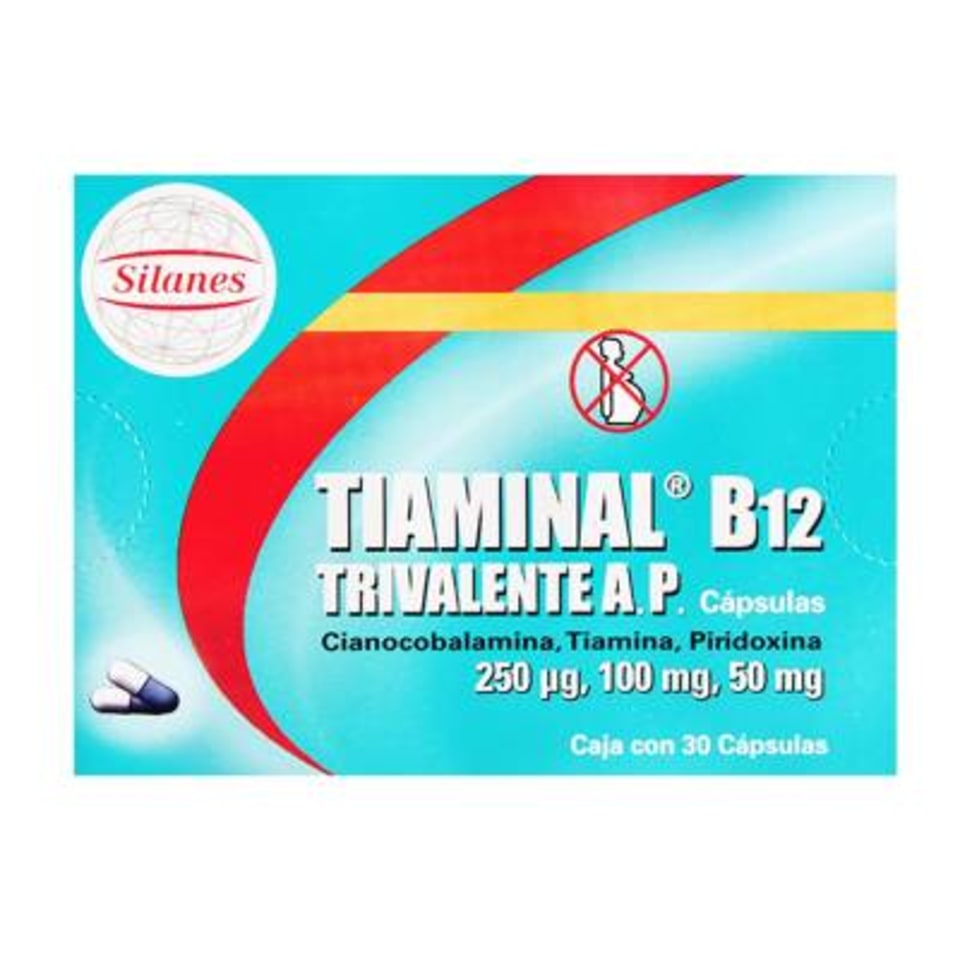 Silanes
TIAMINAL® B12
TRIVALENTE A.P. Cápsulas
Cianocobalamina, Tiamina, Piridoxina
250 µg, 100 mg, 50 mg
Caja con 30 Cápsulas